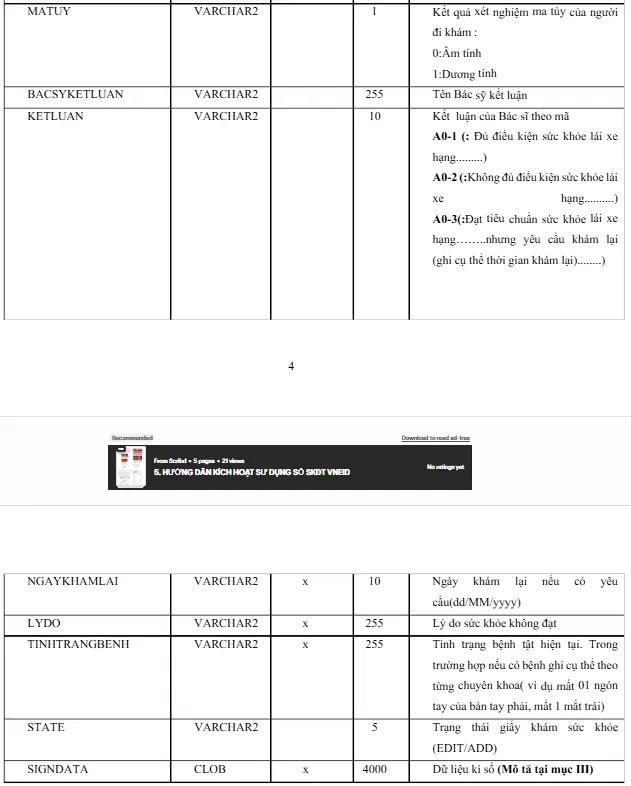 MATUY VARCHAR2 1 Kết quả xét nghiệm ma túy của người
đi khám :
0:Âm tính
1:Dương tính
BACSYKETLUAN VARCHAR2 255 Tên Bác sỹ kết luận
KETLUAN VARCHAR2 10 Kết luận của Bác sĩ theo mã
A0-1 (: Đủ điều kiện sức khỏe lái xe
hạng.........)
A0-2 (:Không đủ điều kiện sức khỏe lái
xe hạng..........)
A0-3(:Đạt tiêu chuẩn sức khỏe lái xe
hạng……..nhưng yêu cầu khám lại
(ghi cụ thể thời gian khám lại)........)
4
Recommended Download to read ad-free
From Scribd • 5 pages • 21 views
5. HƯỚNG DẪN KÍCH HOẠT SƯ DỤNG SỔ SKĐT VNEID
No ratings yet
NGAYKHAMLAI VARCHAR2 x 10 Ngày khám lại nếu có yêu
cầu(dd/MM/yyyy)
LYDO VARCHAR2 x 255 Lý do sức khỏe không đạt
TINHTRANGBENH VARCHAR2 x 255 Tình trạng bệnh tật hiện tại. Trong
trường hợp nếu có bệnh ghi cụ thể theo
từng chuyên khoa( ví dụ mất 01 ngón
tay của bàn tay phải, mất 1 mắt trái)
STATE VARCHAR2 5 Trạng thái giấy khám sức khỏe
(EDIT/ADD)
SIGNDATA CLOB x 4000 Dữ liệu kí số (Mô tả tại mục III)